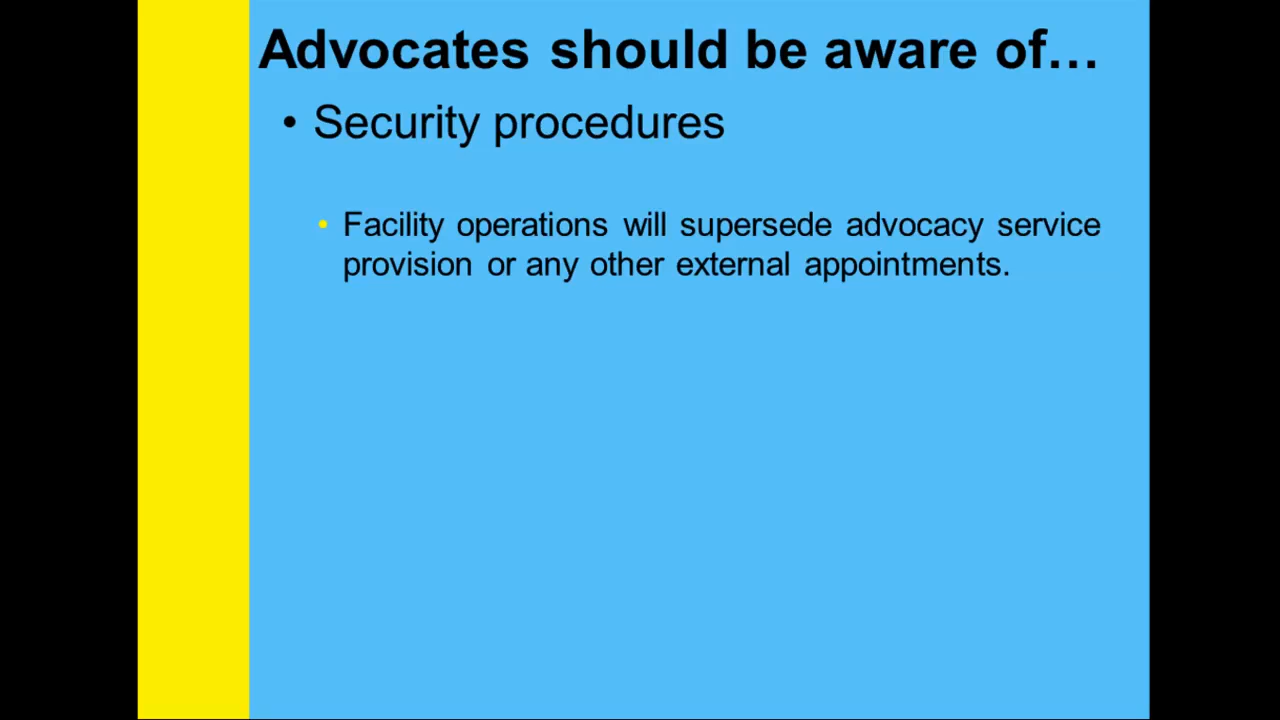 Advocates should be aware of…
• Security procedures
• Facility operations will supersede advocacy service
provision or any other external appointments.